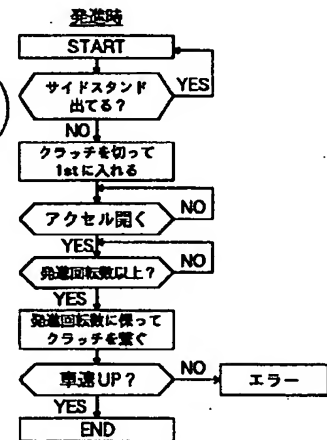 発進時
START
サイドスタンド
出てる?
YES
NO
クラッチを切って
1stに入れる
アクセル開く
NO
YES
発進回転数以上?
NO
YES
発進回転数に保って
クラッチを繋ぐ
車速UP?
NO
エラー
YES
END